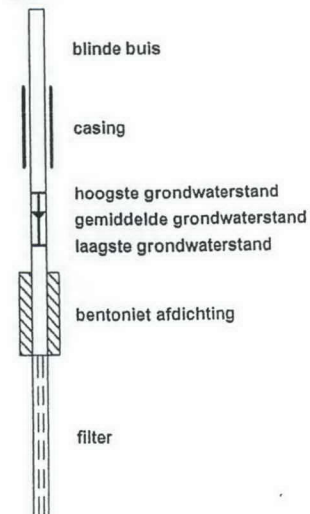 blinde buis
casing
hoogste grondwaterstand
gemiddelde grondwaterstand
laagste grondwaterstand
bentoniet afdichting
filter